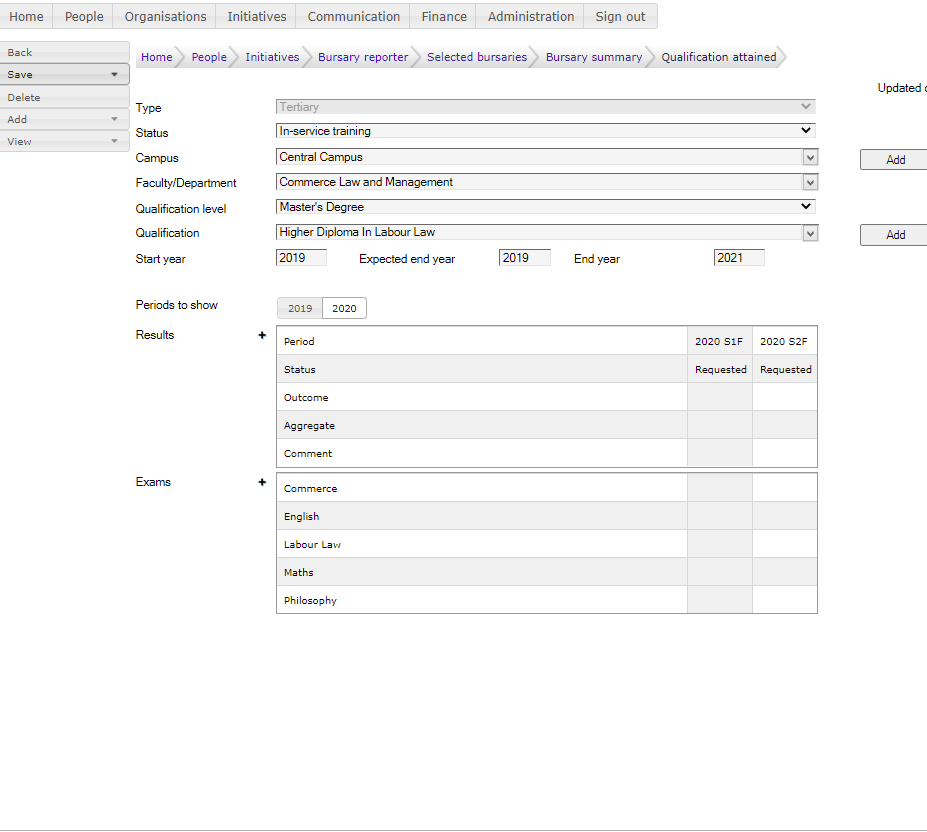 Home People Organisations Initiatives Communication Finance Administration Sign out
Back
Save
Delete
Add
View
Home People Initiatives Bursary reporter Selected bursaries Bursary summary Qualification attained
Updated
Type Tertiary
Status In-service training
Campus Central Campus Add
Faculty/Department Commerce Law and Management
Qualification level Master's Degree
Qualification Higher Diploma In Labour Law Add
Start year 2019 Expected end year 2019 End year 2021
Periods to show 2019 2020
Results +
Period 2020 S1F 2020 S2F
Status Requested Requested
Outcome
Aggregate
Comment
Exams +
Commerce
English
Labour Law
Maths
Philosophy